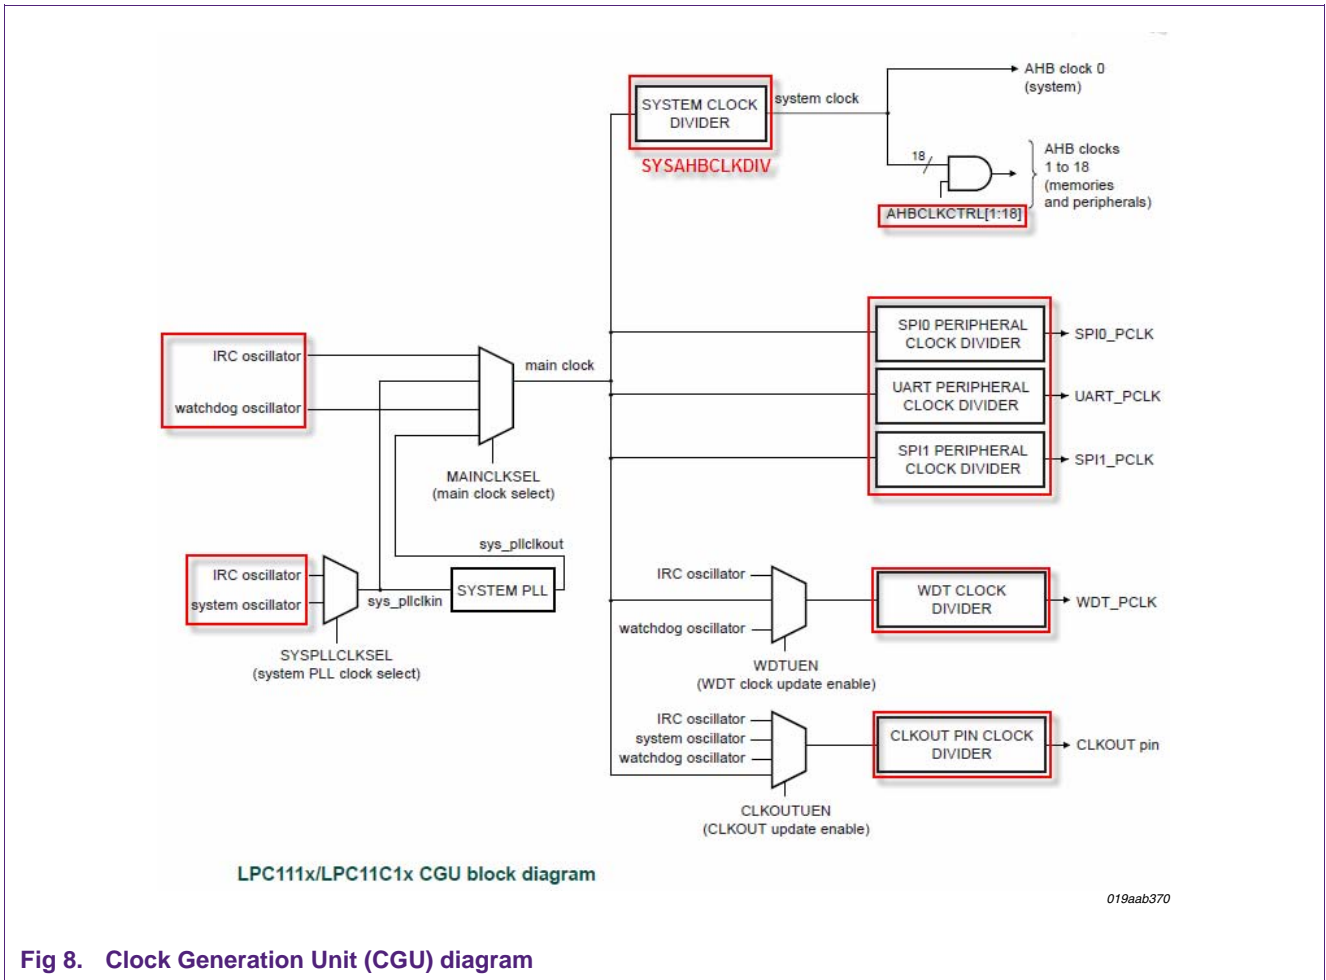 AHB clock 0
(system)
SYSTEM CLOCK
DIVIDER
system clock
SYSAHBCLKDIV
18
AHB clocks
1 to 18
(memories
and peripherals)
AHBCLKCTRL[1:18]
IRC oscillator
watchdog oscillator
main clock
MAINCLKSEL
(main clock select)
SPI0 PERIPHERAL
CLOCK DIVIDER
SPI0_PCLK
UART PERIPHERAL
CLOCK DIVIDER
UART_PCLK
SPI1 PERIPHERAL
CLOCK DIVIDER
SPI1_PCLK
sys_pllclkout
IRC oscillator
system oscillator
sys_pllclkin
SYSTEM PLL
SYSPLLCLKSEL
(system PLL clock select)
IRC oscillator
watchdog oscillator
WDT CLOCK
DIVIDER
WDT_PCLK
WDTUEN
(WDT clock update enable)
IRC oscillator
system oscillator
watchdog oscillator
CLKOUT PIN CLOCK
DIVIDER
CLKOUT pin
CLKOUTUEN
(CLKOUT update enable)
LPC111x/LPC11C1x CGU block diagram
019aab370
Fig 8. Clock Generation Unit (CGU) diagram